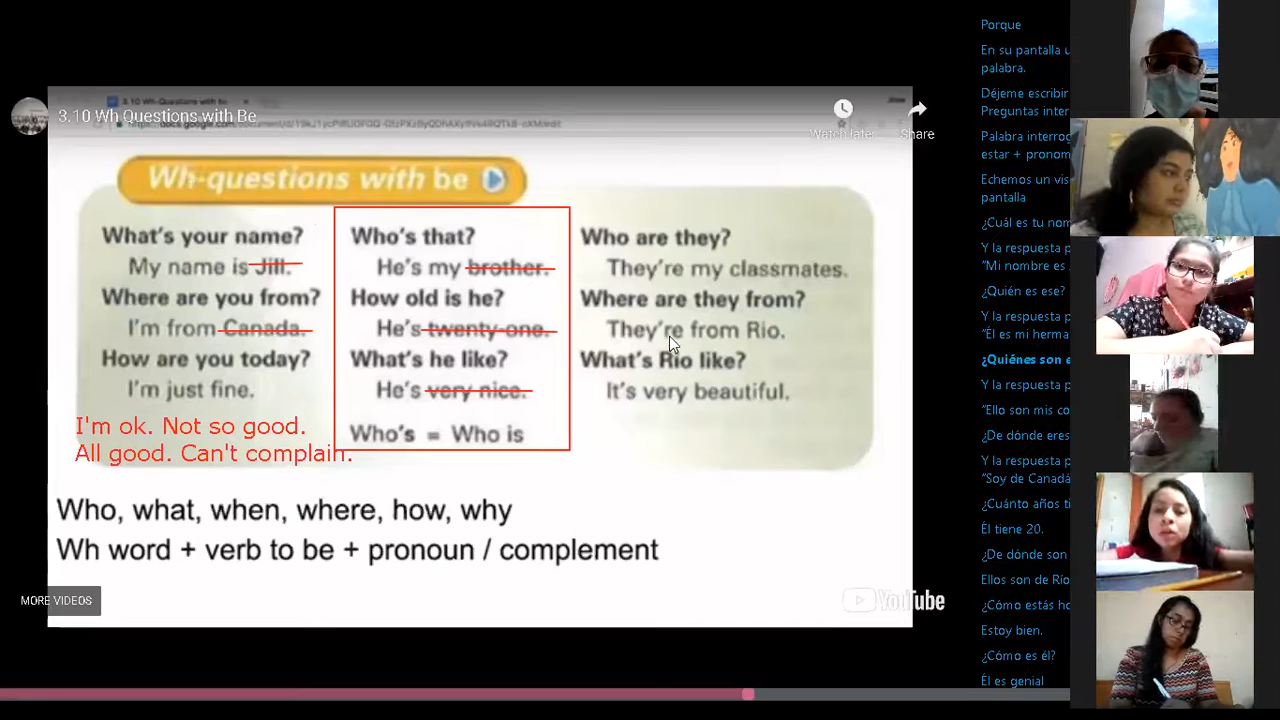 3.10 Wh-Questions with be
3.10 Wh Questions with Be
Watch later
Share
Wh-questions with be
What's your name?
My name is Jill.
Where are you from?
I'm from Canada.
How are you today?
I'm just fine.
I'm ok. Not so good.
All good. Can't complain.
Who's that?
He's my brother.
How old is he?
He's twenty-one.
What's he like?
He's very nice.
Who's = Who is
Who are they?
They're my classmates.
Where are they from?
They're from Rio.
What's Rio like?
It's very beautiful.
Who, what, when, where, how, why
Wh word + verb to be + pronoun / complement
MORE VIDEOS
YouTube
Porque
En su pantalla
palabra.
Déjeme escribir
Preguntas inter
Palabra interrog
estar + pronom
Echemos un vis
pantalla
¿Cuál es tu nom
Y la respuesta
"Mi nombre es
¿Quién es ese?
Y la respuesta
"Él es mi herma
¿Quiénes son e
Y la respuesta
"Ello son mis co
¿De dónde eres
Y la respuesta
"Soy de Canadá
¿Cuánto años ti
Él tiene 20.
¿De dónde son
Ellos son de Río
¿Cómo estás ho
Estoy bien.
¿Cómo es él?
Él es genial